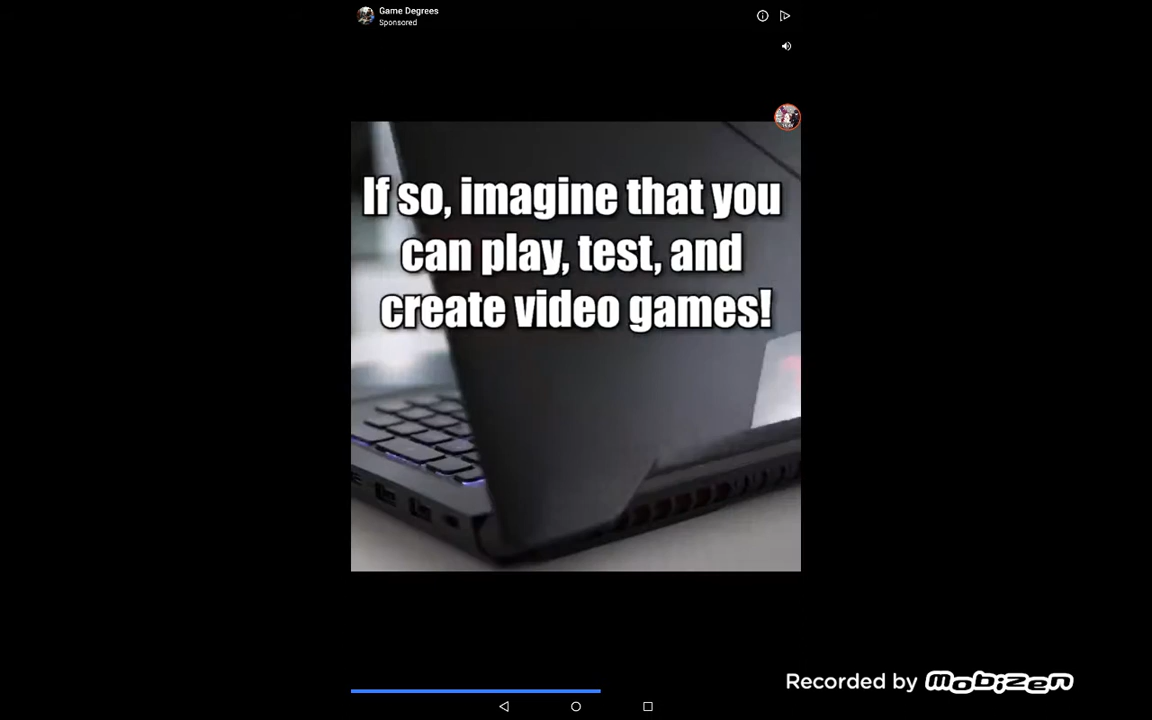 Game Degrees
Sponsored
If so, imagine that you
can play, test, and
create video games!
Recorded by mobizen